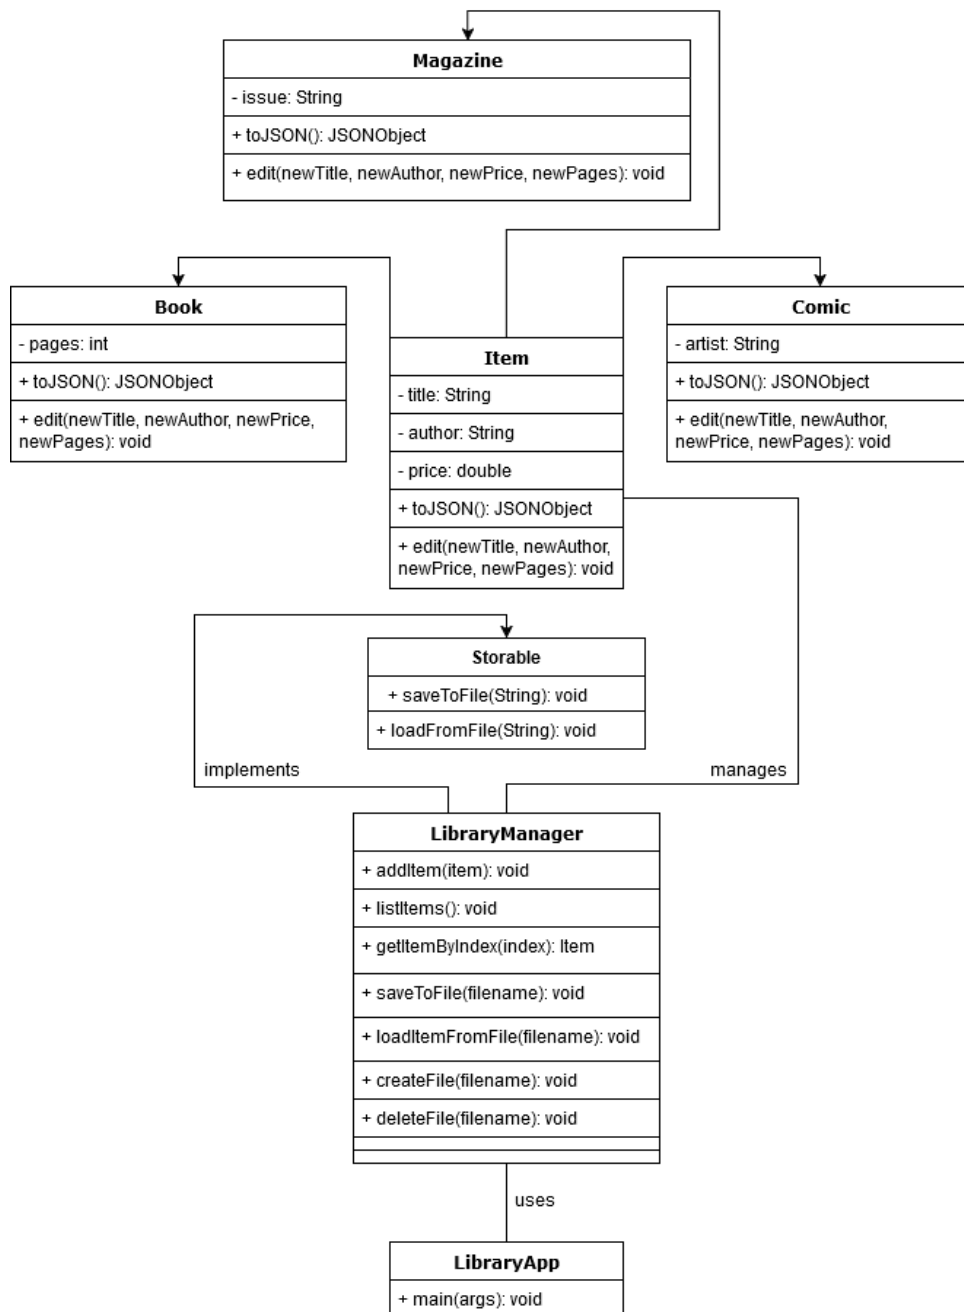 Magazine
- issue: String
+ toJSON(): JSONObject
+ edit(newTitle, newAuthor, newPrice, newPages): void
Book
- pages: int
+ toJSON(): JSONObject
+ edit(newTitle, newAuthor, newPrice,
newPages): void
Item
- title: String
- author: String
- price: double
+ toJSON(): JSONObject
+ edit(newTitle, newAuthor,
newPrice, newPages): void
Comic
- artist: String
+ toJSON(): JSONObject
+ edit(newTitle, newAuthor,
newPrice, newPages): void
Storable
+ saveToFile(String): void
+ loadFromFile(String): void
implements
manages
LibraryManager
+ addItem(item): void
+ listItems(): void
+ getItemByIndex(index): Item
+ saveToFile(filename): void
+ loadItemFromFile(filename): void
+ createFile(filename): void
+ deleteFile(filename): void
uses
LibraryApp
+ main(args): void